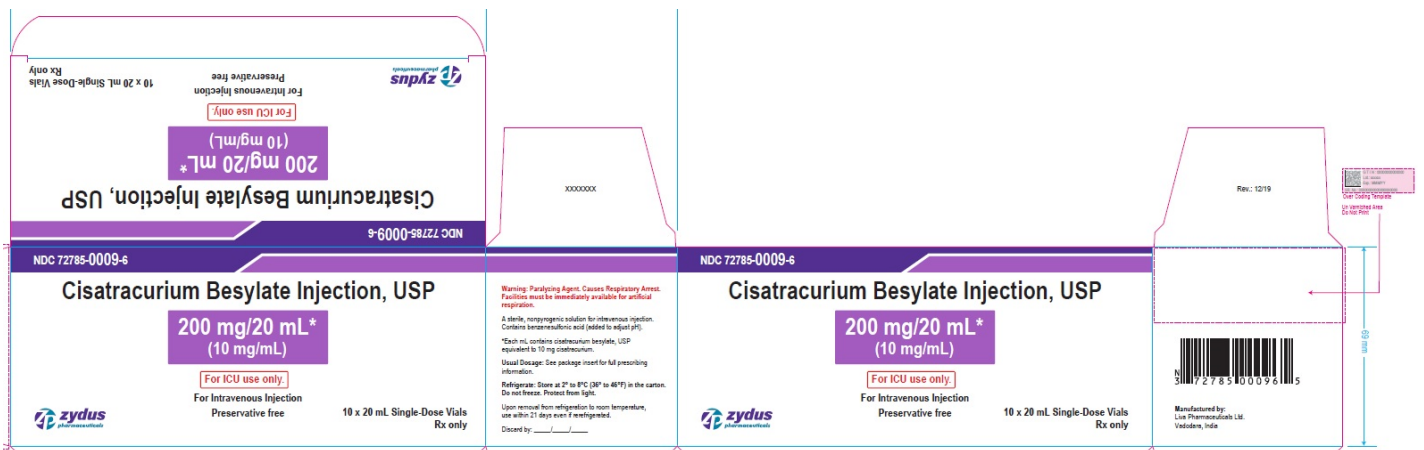 10 x 20 mL Single-Dose Vials
Rx only
For Intravenous Injection
Preservative free
zydus
pharmaceuticals
For ICU use only.
200 mg/20 mL*
(10 mg/mL)
Cisatracurium Besylate Injection, USP
NDC 72785-0009-6
XXXXXXX
Rev.: 12/19
Over Coding Template
Un Varnished Area
Do Not Print
NDC 72785-0009-6
Cisatracurium Besylate Injection, USP
200 mg/20 mL*
(10 mg/mL)
For ICU use only.
For Intravenous Injection
Preservative free
zydus
pharmaceuticals
10 x 20 mL Single-Dose Vials
Rx only
Warning: Paralyzing Agent. Causes Respiratory Arrest.
Facilities must be immediately available for artificial
respiration.
A sterile, nonpyrogenic solution for intravenous injection.
Contains benzenesulfonic acid (added to adjust pH).
*Each mL contains cisatracurium besylate, USP
equivalent to 10 mg cisatracurium.
Usual Dosage: See package insert for full prescribing
information.
Refrigerate: Store at 2° to 8°C (36° to 46°F) in the carton.
Do not freeze. Protect from light.
Upon removal from refrigeration to room temperature,
use within 21 days even if rerefrigerated.
Discard by: _____/_____/_____
NDC 72785-0009-6
Cisatracurium Besylate Injection, USP
200 mg/20 mL*
(10 mg/mL)
For ICU use only.
For Intravenous Injection
Preservative free
zydus
pharmaceuticals
10 x 20 mL Single-Dose Vials
Rx only
69 mm
N
3 72785 00096 5
Manufactured by:
Liva Pharmaceuticals Ltd.
Vadodara, India